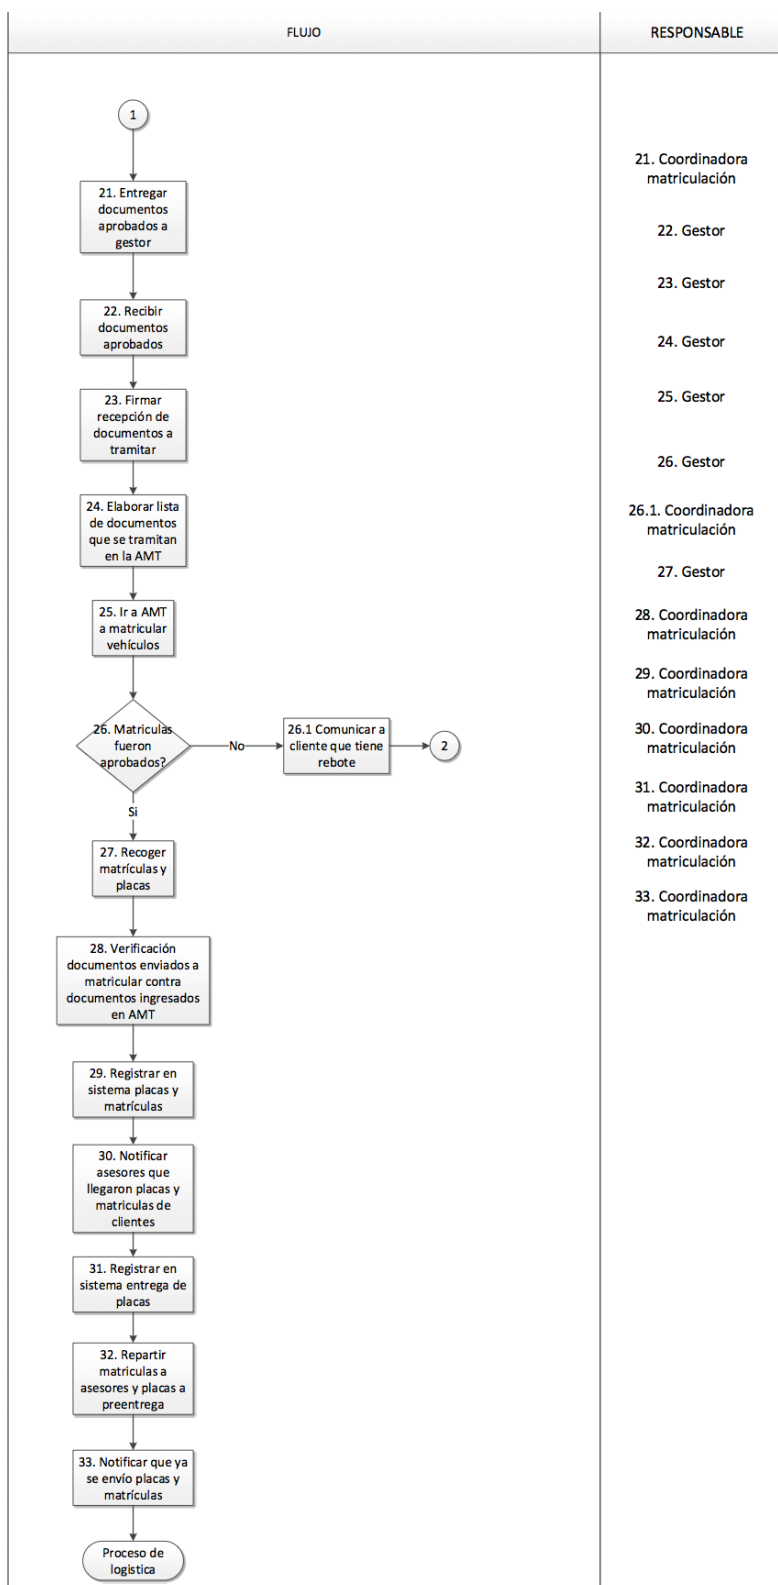 FLUJO
RESPONSABLE
1
21. Entregar
documentos
aprobados a
gestor
22. Recibir
documentos
aprobados
23. Firmar
recepción de
documentos a
tramitar
24. Elaborar lista
de documentos
que se tramitan
en la AMT
25. Ir a AMT
a matricular
vehículos
26. Matriculas
fueron
aprobados?
No
26.1 Comunicar a
cliente que tiene
rebote
2
Si
27. Recoger
matrículas y
placas
28. Verificación
documentos enviados a
matricular contra
documentos ingresados
en AMT
29. Registrar en
sistema placas y
matrículas
30. Notificar
asesores que
llegaron placas y
matriculas de
clientes
31. Registrar en
sistema entrega de
placas
32. Repartir
matriculas a
asesores y placas a
preentrega
33. Notificar que ya
se envío placas y
matrículas
Proceso de
logistica
21. Coordinadora
matriculación
22. Gestor
23. Gestor
24. Gestor
25. Gestor
26. Gestor
26.1. Coordinadora
matriculación
27. Gestor
28. Coordinadora
matriculación
29. Coordinadora
matriculación
30. Coordinadora
matriculación
31. Coordinadora
matriculación
32. Coordinadora
matriculación
33. Coordinadora
matriculación